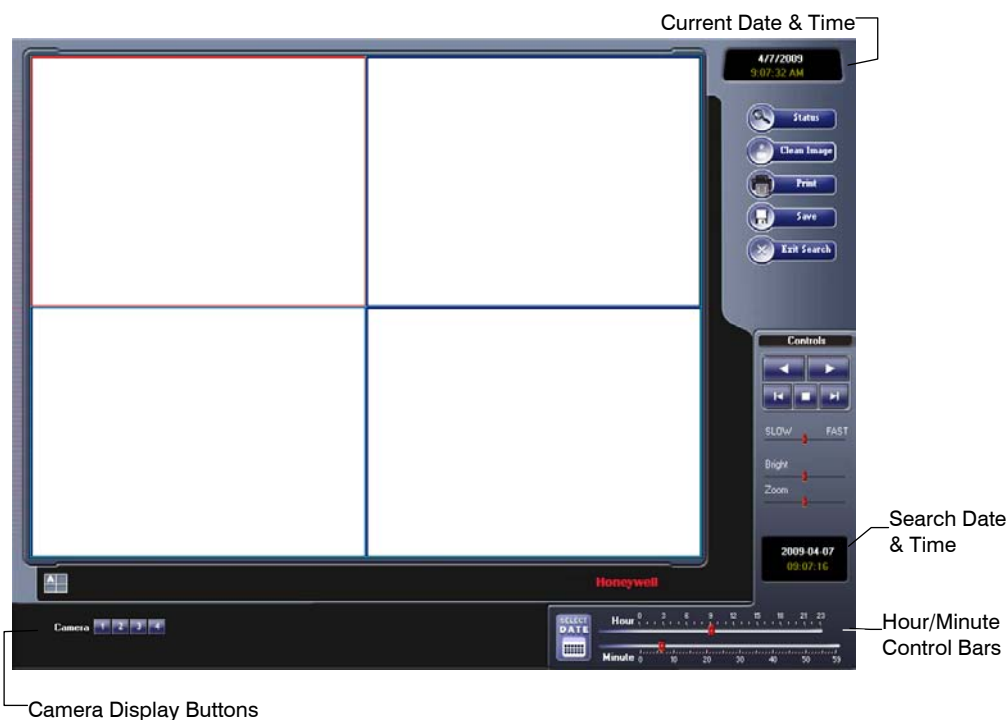 Current Date & Time
4/7/2009
9:07:32 AM
Status
Clean Image
Print
Save
Exit Search
Controls
SLOW FAST
Bright
Zoom
Search Date
& Time
2009-04-07
09:07:16
A
Honeywell
Camera 1 2 3 4
SELECT
DATE
Hour 0 3 6 9 12 15 18 21 23
Minute 0 10 20 30 40 50 59
Hour/Minute
Control Bars
Camera Display Buttons